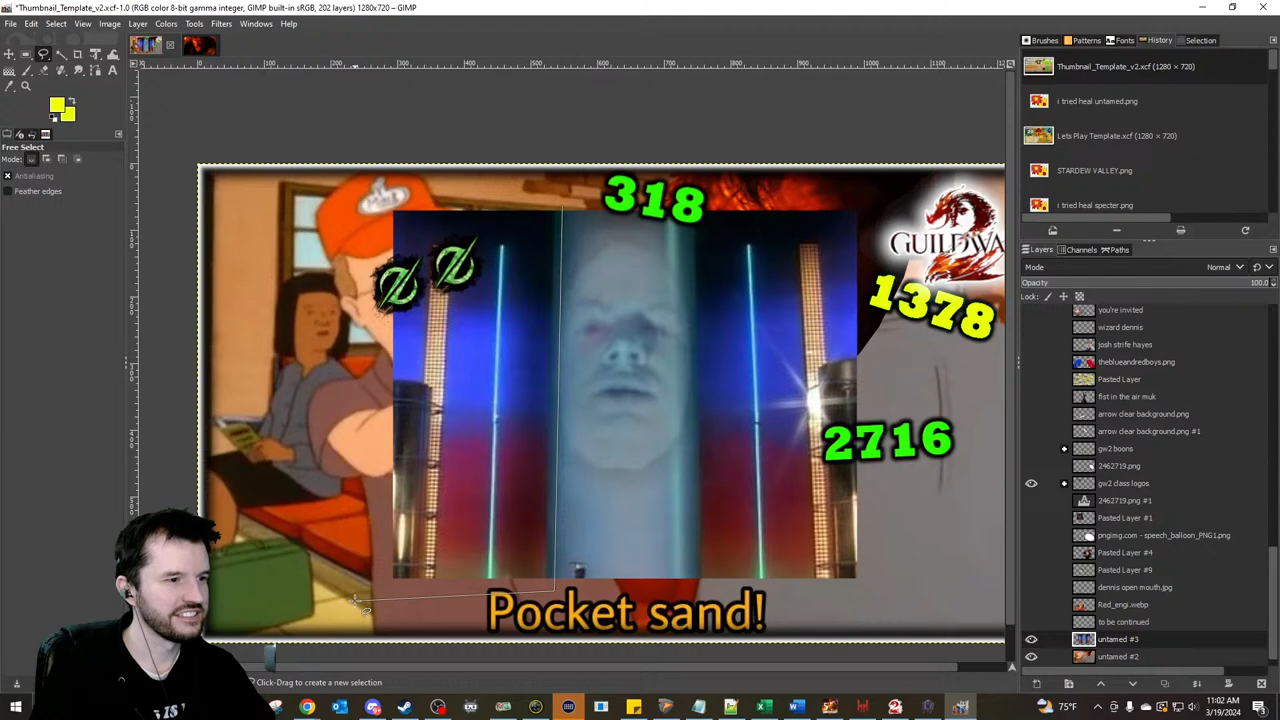 *Thumbnail_Template_v2.xcf-1.0 (RGB color 8-bit gamma integer, GIMP built-in sRGB, 202 layers) 1280x720 – GIMP
File Edit Select View Image Layer Colors Tools Filters Windows Help
Brushes Patterns Fonts History Selection
Thumbnail_Template_v2.xcf (1280 × 720)
i tried heal untamed.png
Lets Play Template.xcf (1280 × 720)
STARDEW VALLEY.png
i tried heal specter.png
Free Select
Mode:
Antialiasing
Feather edges
Layers Channels Paths
Mode Normal
Opacity 100.0
Lock:
you're invited
wizard dennis
josh strife hayes
theblueandredboys.png
Pasted Layer
fist in the air muk
arrow clear background.png
arrow clear background.png #1
gw2 boons
2462719.png
gw2 class logos
2462719.png #1
Pasted Layer #1
pngimg.com - speech_balloon_PNG1.png
Pasted Layer #4
Pasted Layer #9
dennis open mouth.jpg
Red_engi.webp
to be continued
untamed #3
untamed #2
318
GUILDWA
1378
2716
Pocket sand!
Click-Drag to create a new selection
75°F
11:02 AM
3/19/2024